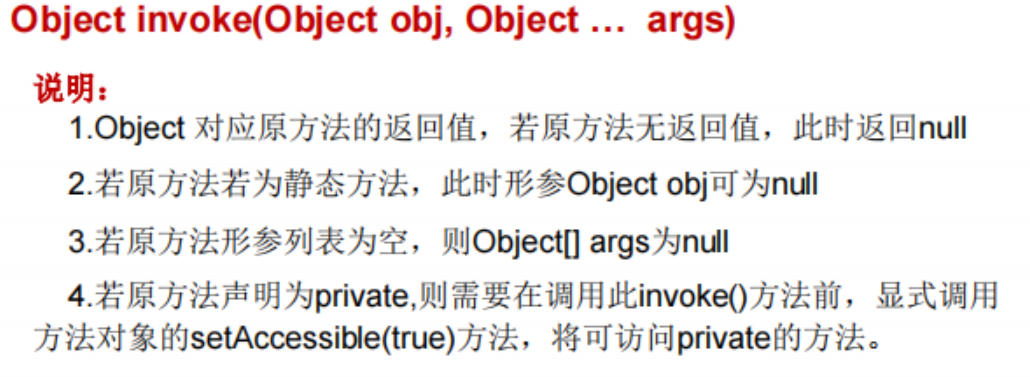 Object invoke(Object obj, Object … args)
说明：
1.Object 对应原方法的返回值，若原方法无返回值，此时返回null
2.若原方法若为静态方法，此时形参Object obj可为null
3.若原方法形参列表为空，则Object[] args为null
4.若原方法声明为private,则需要在调用此invoke()方法前，显式调用
方法对象的setAccessible(true)方法，将可访问private的方法。